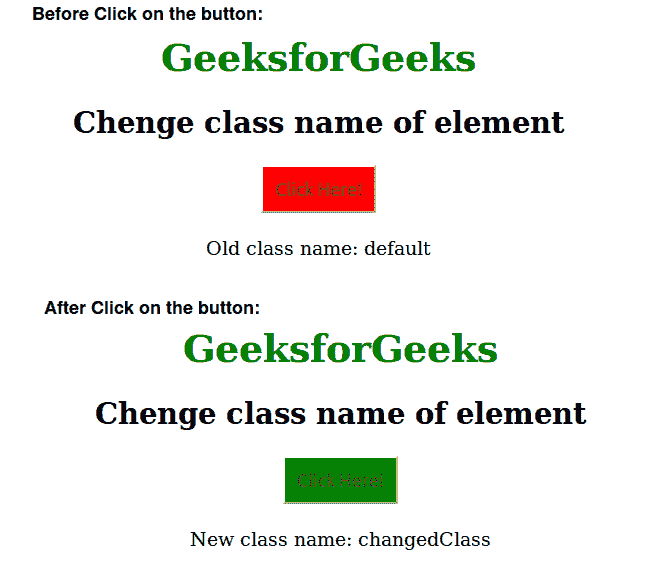 Before Click on the button:
GeeksforGeeks
Chenge class name of element
Click Here!
Old class name: default
After Click on the button:
GeeksforGeeks
Chenge class name of element
Click Here!
New class name: changedClass